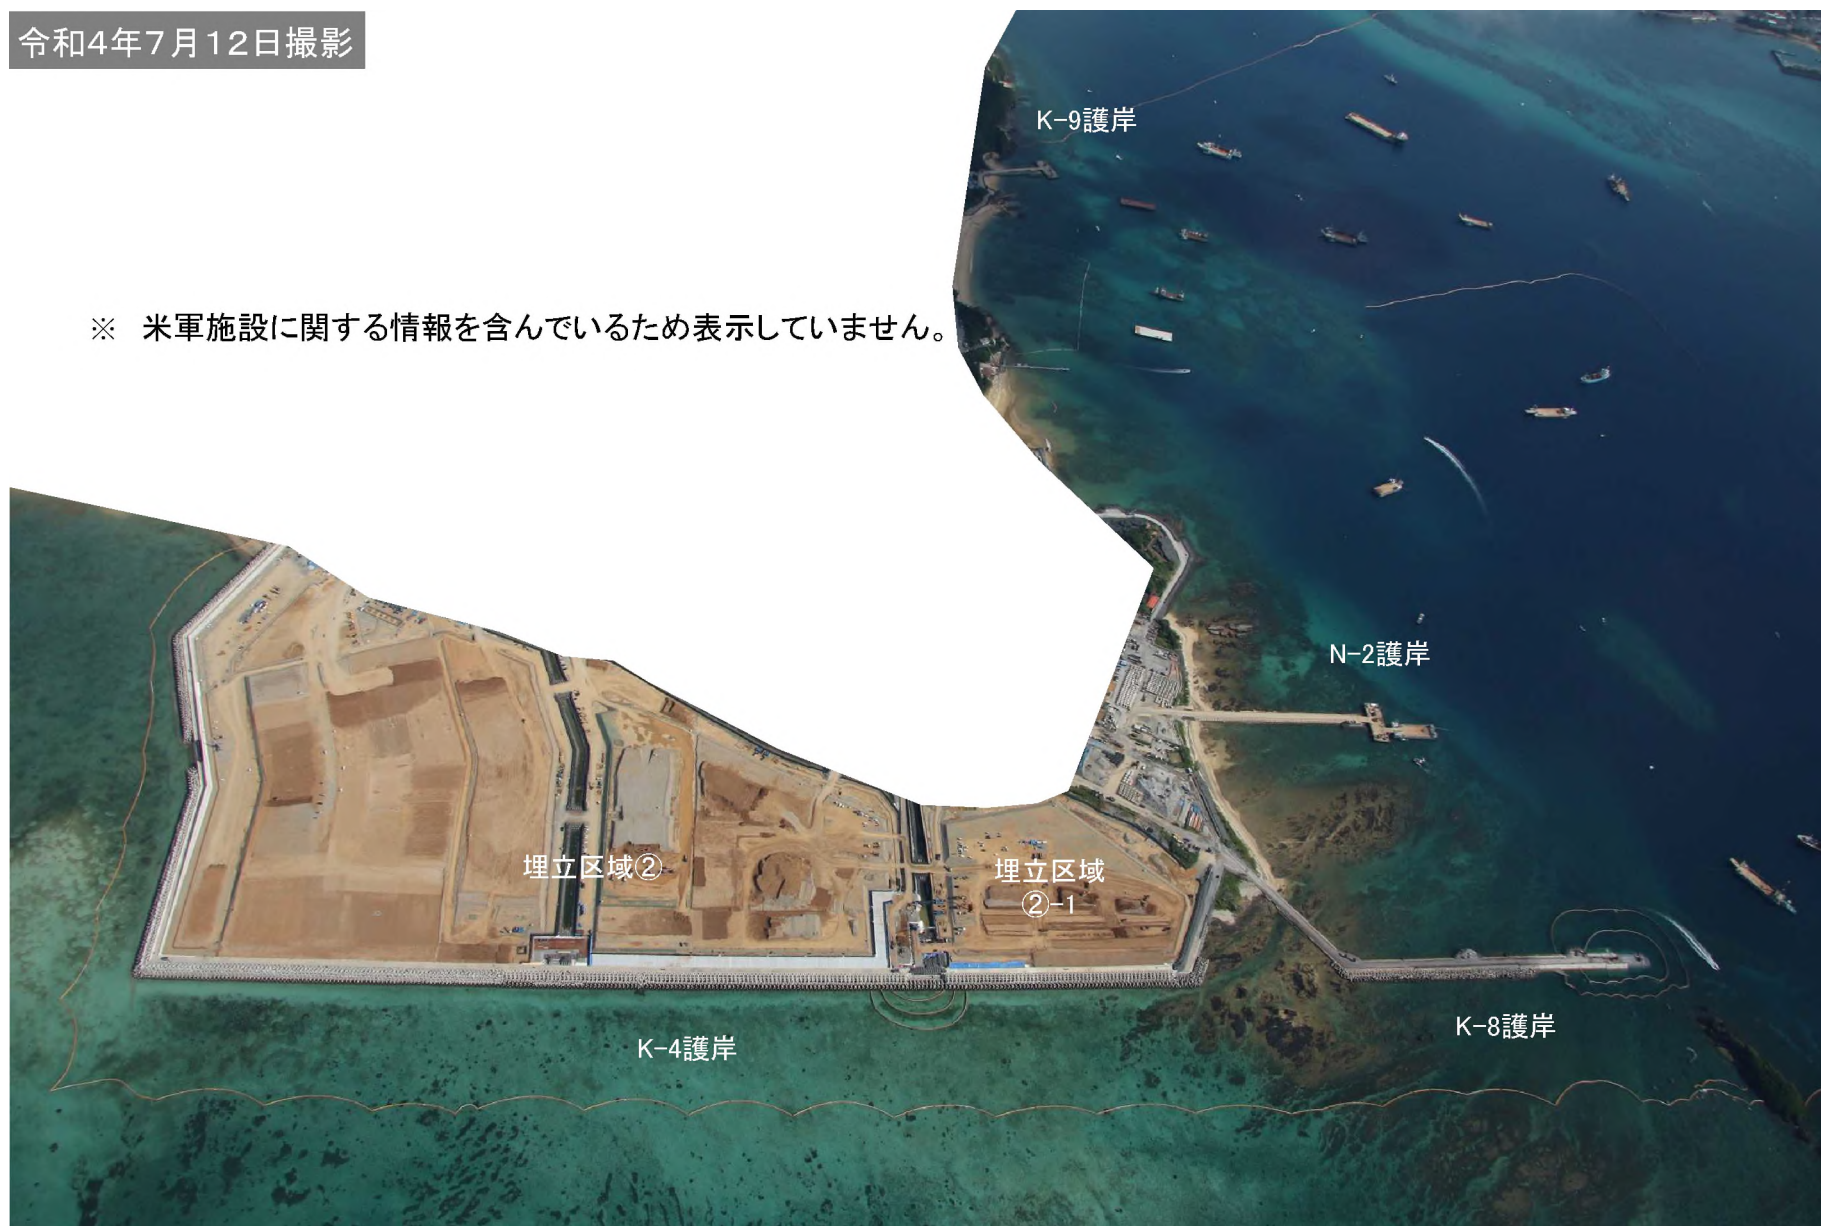 令和4年7月12日撮影
K-9護岸
※　米軍施設に関する情報を含んでいるため表示していません。
N-2護岸
埋立区域②
埋立区域
②-1
K-8護岸
K-4護岸